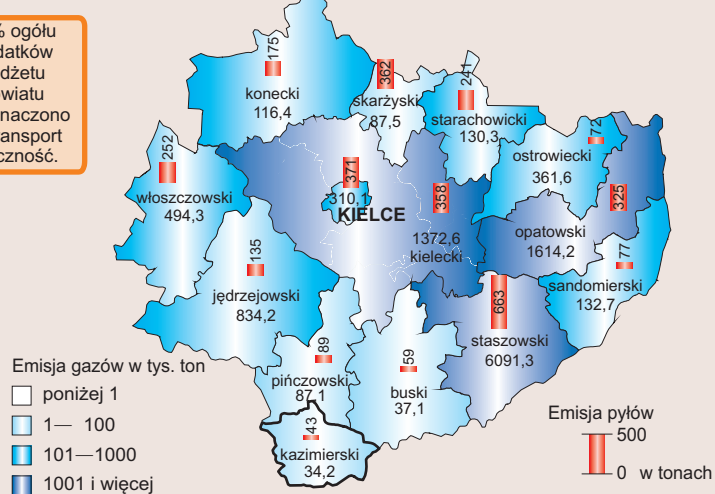 % ogółu
datków
dżetu
wiatu
naczono
ransport
czność.
175
konecki
116,4
362
skarżyski
87,5
241
starachowicki
130,3
72
ostrowiecki
361,6
252
włoszczowski
494,3
371
310,1
KIELCE
358
1372,6
kielecki
325
opatowski
1614,2
77
sandomierski
132,7
135
jędrzejowski
834,2
663
staszowski
6091,3
89
pińczowski
87,1
59
buski
37,1
43
kazimierski
34,2
Emisja gazów w tys. ton
poniżej 1
1— 100
101—1000
1001 i więcej
Emisja pyłów
500
0 w tonach